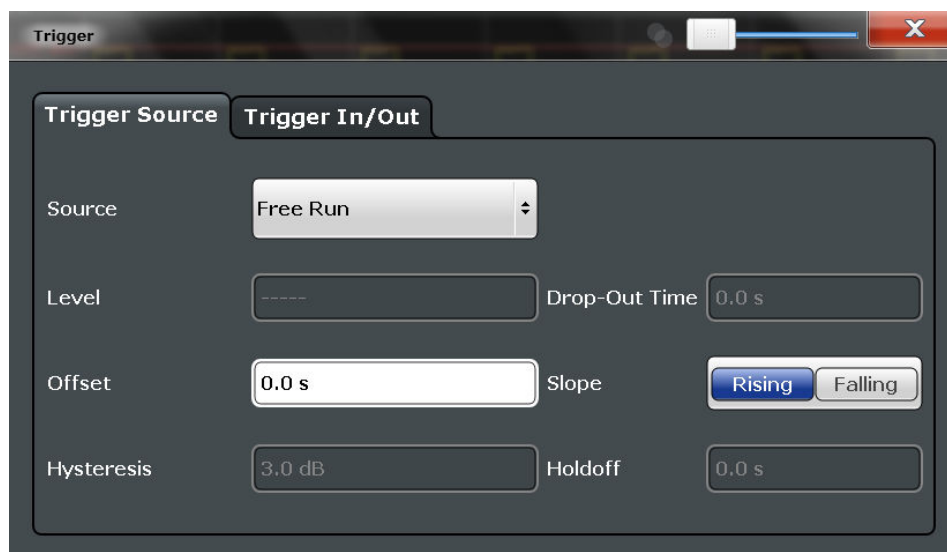 Trigger
X
Trigger Source Trigger In/Out
Source Free Run
Level ----- Drop-Out Time 0.0 s
Offset 0.0 s Slope Rising Falling
Hysteresis 3.0 dB Holdoff 0.0 s